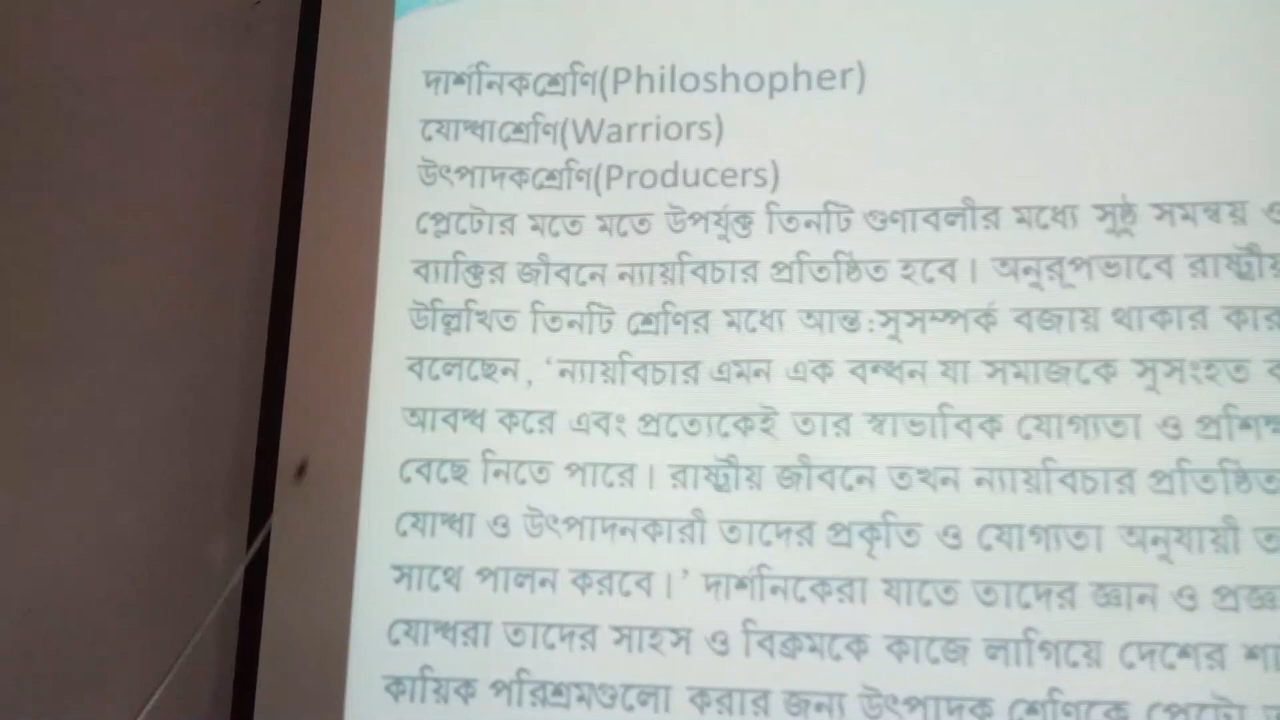 দার্শনিকশ্রেণি(Philoshopher)
যোদ্ধাশ্রেণি(Warriors)
উৎপাদকশ্রেণি(Producers)
প্লেটোর মতে মতে উপর্যুক্ত তিনটি গুণাবলীর মধ্যে সুষ্ঠু সমন্বয়
ব্যাক্তির জীবনে ন্যায়বিচার প্রতিষ্ঠিত হবে। অনুরূপভাবে
উল্লিখিত তিনটি শ্রেণির মধ্যে আন্ত:সুসম্পর্ক বজায় থাকার
বলেছেন, ‘ন্যায়বিচার এমন এক বন্ধন যা সমাজকে সুসংহত
আবদ্ধ করে এবং প্রত্যেকেই তার স্বাভাবিক যোগ্যতা ও
বেছে নিতে পারে। রাষ্ট্রীয় জীবনে তখন ন্যায়বিচার প্রতিষ্ঠিত
যোদ্ধা ও উৎপাদনকারী তাদের প্রকৃতি ও যোগ্যতা অনুযায়ী
সাথে পালন করবে।’ দার্শনিকেরা যাতে তাদের জ্ঞান ও
যোদ্ধরা তাদের সাহস ও বিক্রমকে কাজে লাগিয়ে দেশের
কায়িক পরিশ্রমগুলো করার জন্য উৎপাদক শ্রেণিকে প্লেটো